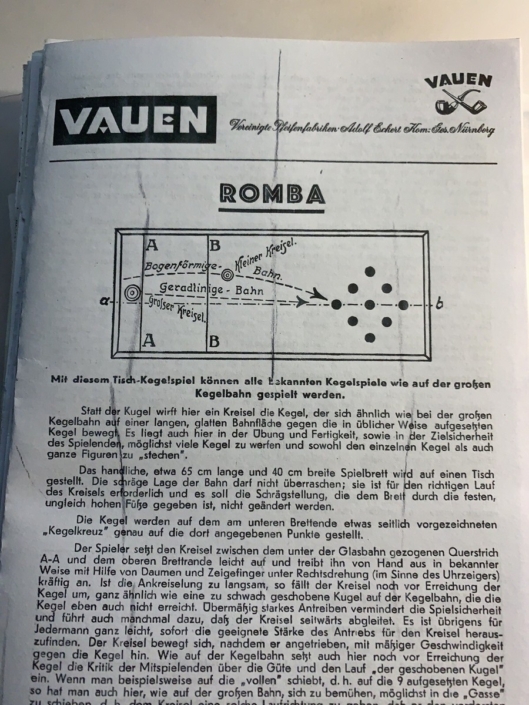 VAUEN
VAUEN
Vereinigte Pfeifenfabriken Adolf Eckert Kom: Ges. Nürnberg
ROMBA
A
B
Kleiner Kreisel.
Bogenförmige-
Bahn.
Geradlinige - Bahn
a
b
Großer Kreisel.
A
B
Mit diesem Tisch-Kegelspiel können alle bekannten Kegelspiele wie auf der großen
Kegelbahn gespielt werden.
Statt der Kugel wirft hier ein Kreisel die Kegel, der sich ähnlich wie bei der großen
Kegelbahn auf einer langen, glatten Bahnfläche gegen die in üblicher Weise aufgesetzten
Kegel bewegt. Es liegt auch hier in der Übung und Fertigkeit, sowie in der Zielsicherheit
des Spielenden, möglichst viele Kegel zu werfen und sowohl den einzelnen Kegel als auch
ganze Figuren zu „stechen".
Das handliche, etwa 65 cm lange und 40 cm breite Spielbrett wird auf einen Tisch
gestellt. Die schräge Lage der Bahn darf nicht überraschen; sie ist für den richtigen Lauf
des Kreisels erforderlich und es soll die Schrägstellung, die dem Brett durch die festen,
ungleich hohen Füße gegeben ist, nicht geändert werden.
Die Kegel werden auf dem am unteren Brettende etwas seitlich vorgezeichneten
„Kegelkreuz" genau auf die dort angegebenen Punkte gestellt.
Der Spieler setzt den Kreisel zwischen dem unter der Glasbahn gezogenen Querstrich
A-A und dem oberen Brettrande leicht auf und treibt ihn von Hand aus in bekannter
Weise mit Hilfe von Daumen und Zeigefinger unter Rechtsdrehung (im Sinne des Uhrzeigers)
kräftig an. Ist die Ankreiselung zu langsam, so fällt der Kreisel noch vor Erreichung der
Kegel um, ganz ähnlich wie eine zu schwach geschobene Kugel auf der Kegelbahn, die die
Kegel eben auch nicht erreicht. Übermäßig starkes Antreiben vermindert die Spielsicherheit
und führt auch manchmal dazu, daß der Kreisel seitwärts abgleitet. Es ist übrigens für
Jedermann ganz leicht, sofort die geeignete Stärke des Antriebs für den Kreisel heraus-
zufinden. Der Kreisel bewegt sich, nachdem er angetrieben, mit mäßiger Geschwindigkeit
gegen die Kegel hin. Wie auf der Kegelbahn setzt auch hier noch vor Erreichung der
Kegel die Kritik der Mitspielenden über die Güte und den Lauf „der geschobenen Kugel"
ein. Wenn man beispielsweise auf die „vollen" schiebt, d. h. auf die 9 aufgesetzten Kegel,
so hat man auch hier, wie auf der großen Bahn, sich zu bemühen, möglichst in die „Gasse"
zu schieben, d. h. dem Kreisel eine solche Laufrichtung zu geben, daß er den vordersten